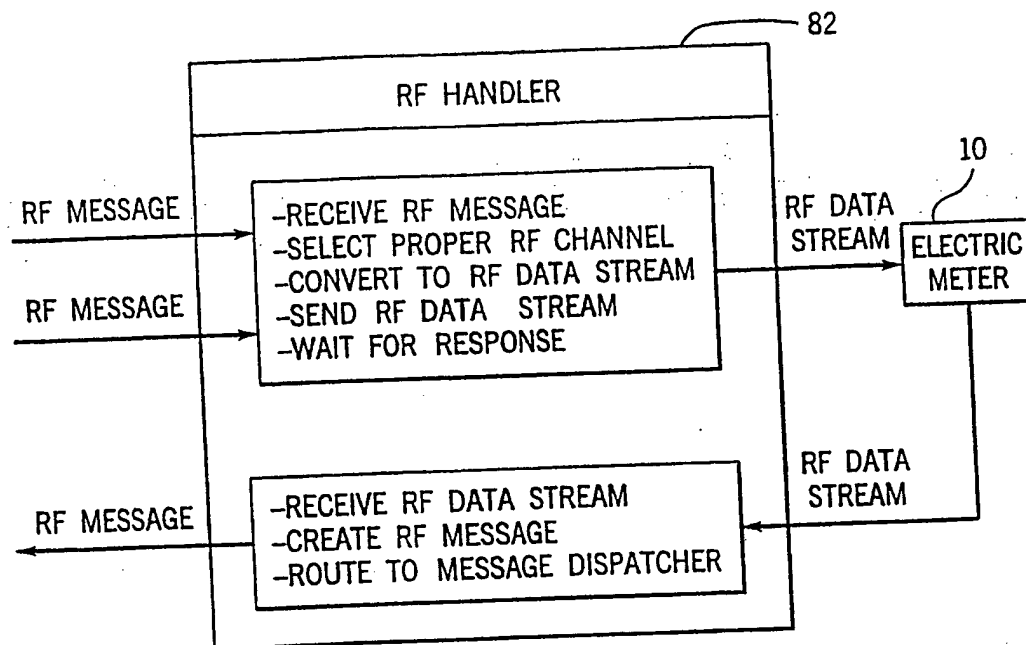 82
RF HANDLER
10
RF MESSAGE
-RECEIVE RF MESSAGE
-SELECT PROPER RF CHANNEL
-CONVERT TO RF DATA STREAM
-SEND RF DATA STREAM
-WAIT FOR RESPONSE
RF DATA
STREAM
ELECTRIC
METER
RF MESSAGE
RF MESSAGE
-RECEIVE RF DATA STREAM
-CREATE RF MESSAGE
-ROUTE TO MESSAGE DISPATCHER
RF DATA
STREAM